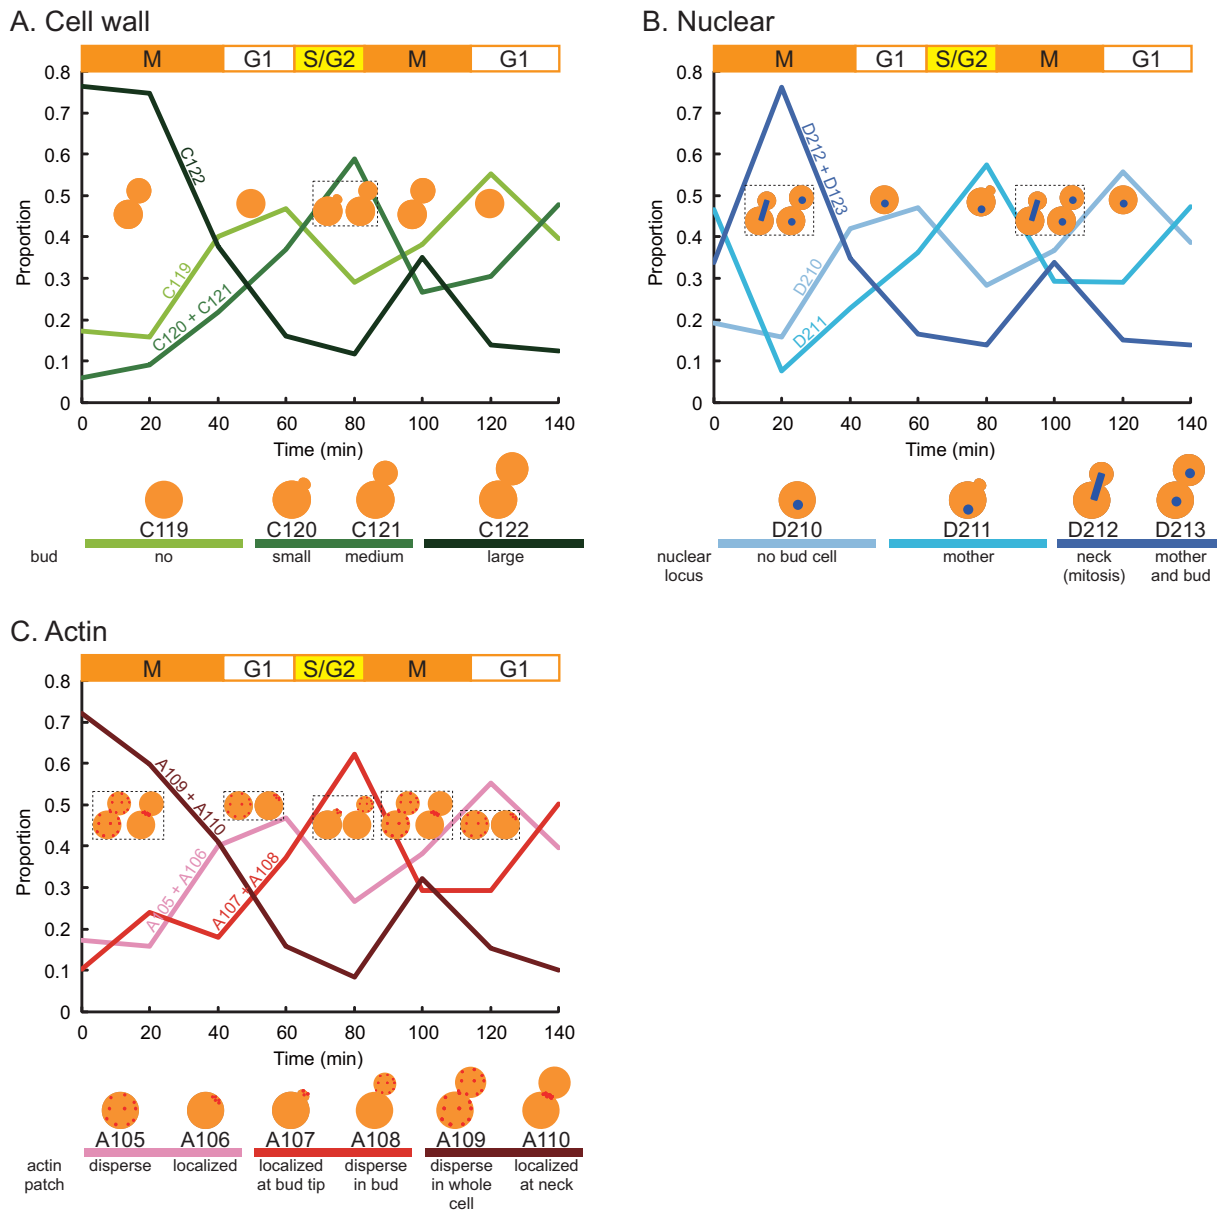 A. Cell wall
M G1 S/G2 M G1
0.8
0.7
0.6
0.5
0.4
0.3
0.2
0.1
0
Proportion
C122
C119
C120 + C121
0 20 40 60 80 100 120 140
Time (min)
C119 C120 C121 C122
bud no small medium large
B. Nuclear
M G1 S/G2 M G1
0.8
0.7
0.6
0.5
0.4
0.3
0.2
0.1
0
Proportion
D212 + D123
D210
D211
0 20 40 60 80 100 120 140
Time (min)
D210 D211 D212 D213
nuclear no bud cell mother neck mother
locus (mitosis) and bud
C. Actin
M G1 S/G2 M G1
0.8
0.7
0.6
0.5
0.4
0.3
0.2
0.1
0
Proportion
A109 + A110
A105 + A106
A107 + A108
0 20 40 60 80 100 120 140
Time (min)
A105 A106 A107 A108 A109 A110
actin disperse localized localized disperse disperse localized
patch at bud tip in bud in whole at neck
cell